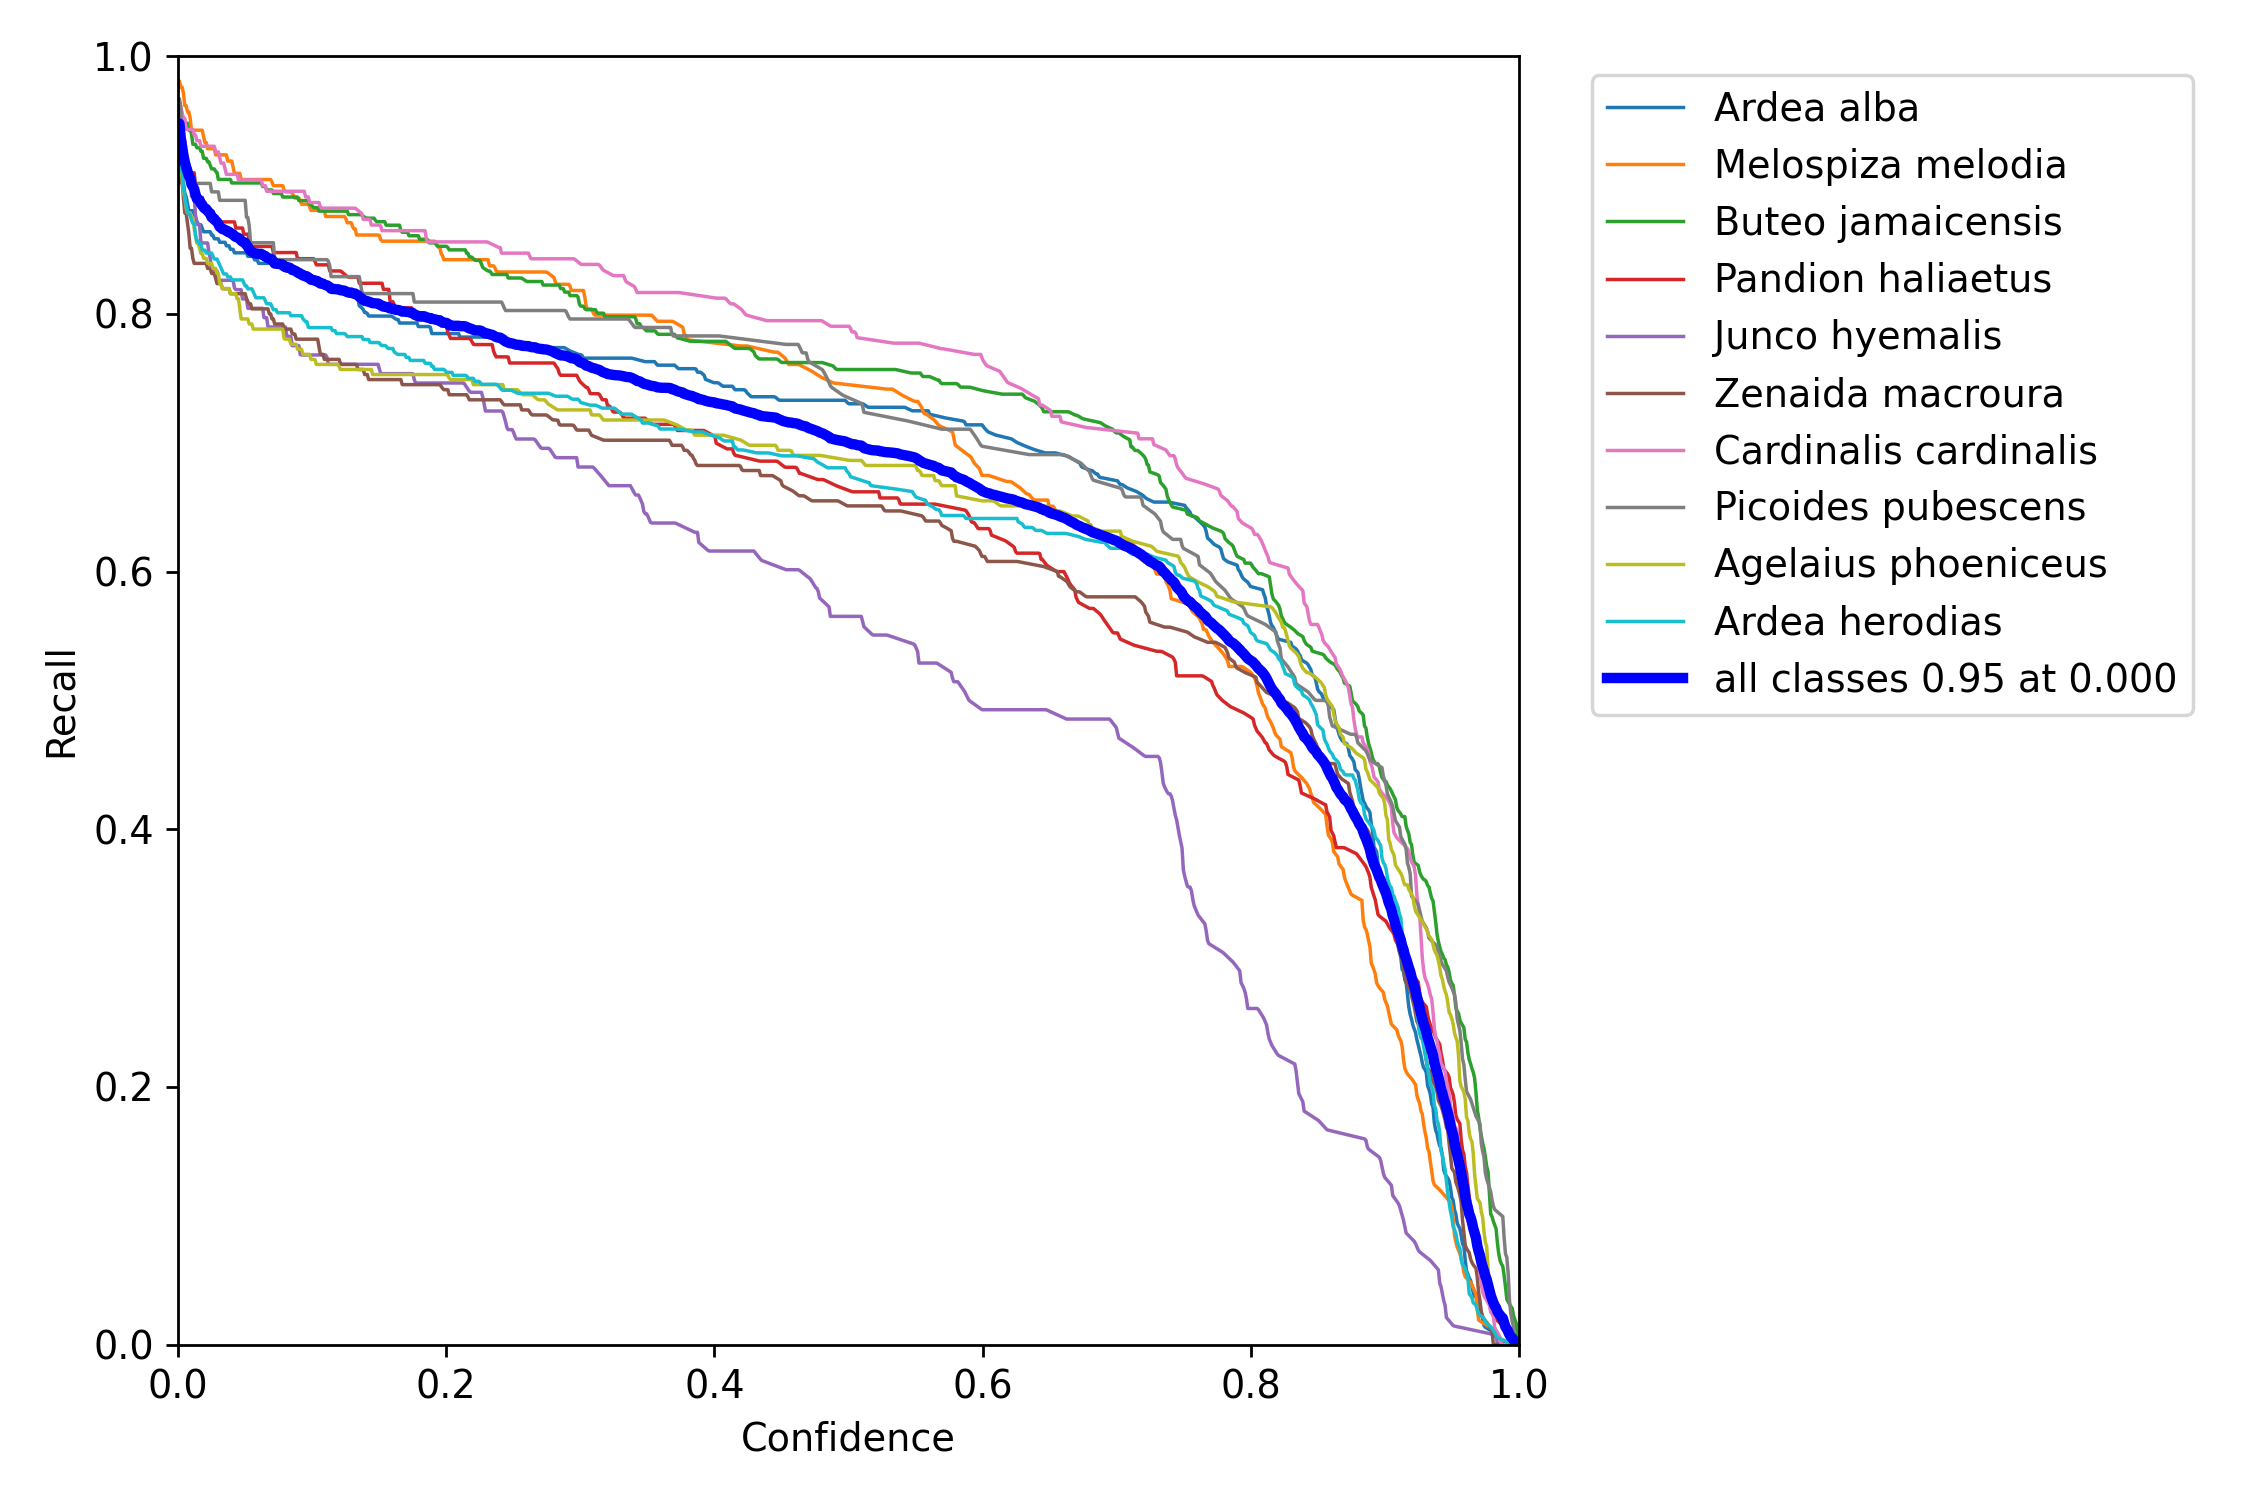 1.0
0.8
0.6
0.4
0.2
0.0
Recall
0.0 0.2 0.4 0.6 0.8 1.0
Confidence
Ardea alba
Melospiza melodia
Buteo jamaicensis
Pandion haliaetus
Junco hyemalis
Zenaida macroura
Cardinalis cardinalis
Picoides pubescens
Agelaius phoeniceus
Ardea herodias
all classes 0.95 at 0.000